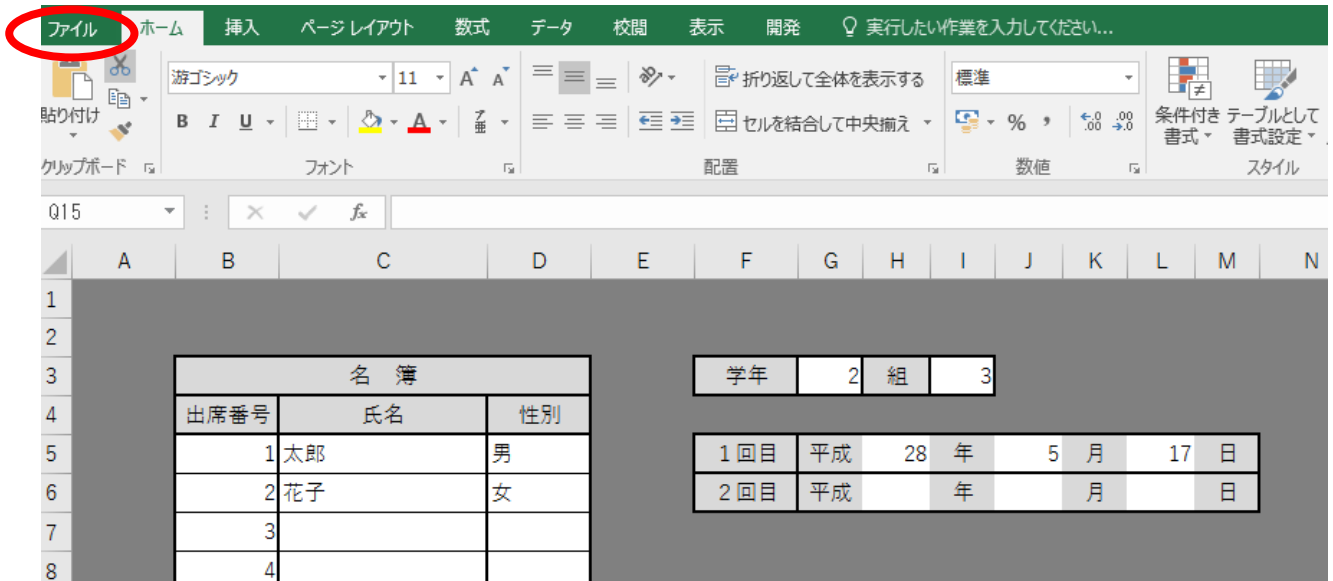 ファイル ホーム 挿入 ページ レイアウト 数式 データ 校閲 表示 開発 実行したい作業を入力してください...
游ゴシック 11 A A 折り返して全体を表示する 標準
貼り付け B I U A ア亜 セルを結合して中央揃え % , ←.0 .00 .00 →.0 条件付き書式 テーブルとして書式設定
クリップボード フォント 配置 数値 スタイル
Q15 fx
A B C D E F G H I J K L M N
1
2
3 名 簿 学年 2 組 3
4 出席番号 氏名 性別
5 1 太郎 男 1回目 平成 28 年 5 月 17 日
6 2 花子 女 2回目 平成 年 月 日
7 3
8 4